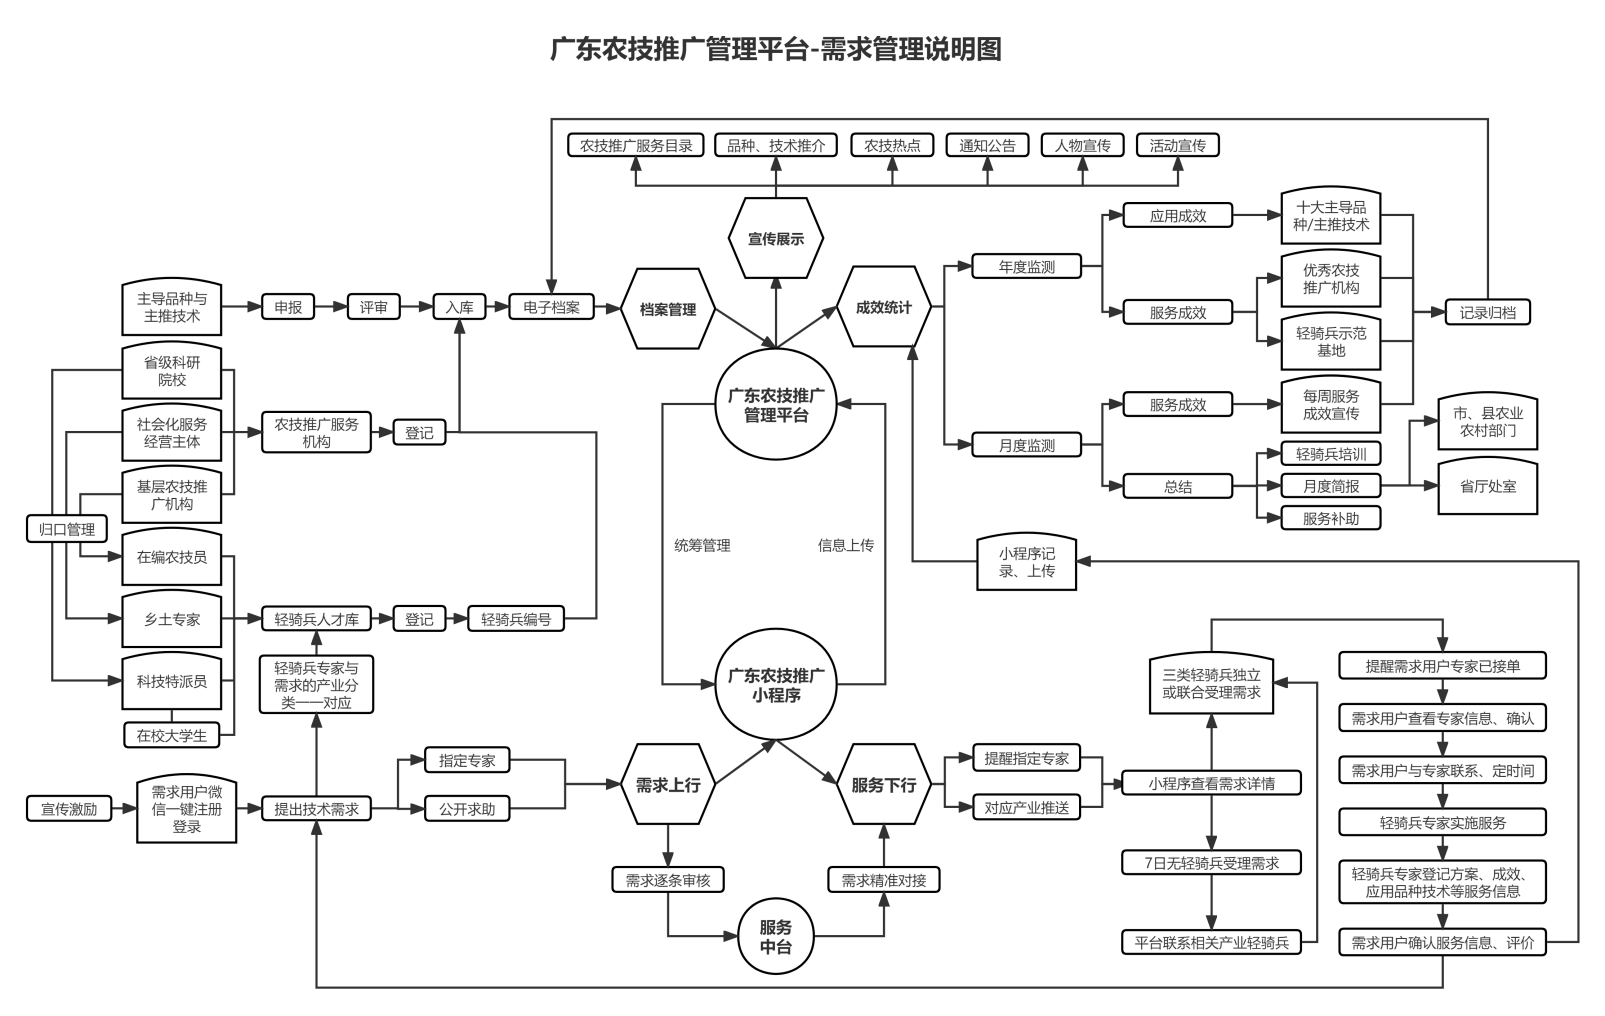 广东农技推广管理平台-需求管理说明图
农技推广服务目录
品种、技术推介
农技热点
通知公告
人物宣传
活动宣传
宣传展示
主导品种与
主推技术
申报
评审
入库
电子档案
档案管理
成效统计
年度监测
应用成效
服务成效
十大主导品
种/主推技术
优秀农技
推广机构
轻骑兵示范
基地
记录归档
省级科研
院校
社会化服务
经营主体
基层农技推
广机构
农技推广服务
机构
登记
广东农技推广
管理平台
月度监测
服务成效
总结
每周服务
成效宣传
轻骑兵培训
月度简报
服务补助
市、县农业
农村部门
省厅处室
归口管理
在编农技员
乡土专家
科技特派员
在校大学生
轻骑兵人才库
登记
轻骑兵编号
轻骑兵专家与
需求的产业分
类一一对应
统筹管理
信息上传
小程序记
录、上传
广东农技推广
小程序
宣传激励
需求用户微
信一键注册
登录
提出技术需求
指定专家
公开求助
需求上行
服务下行
需求逐条审核
需求精准对接
服务
中台
提醒指定专家
对应产业推送
三类轻骑兵独立
或联合受理需求
小程序查看需求详情
7日无轻骑兵受理需求
平台联系相关产业轻骑兵
提醒需求用户专家已接单
需求用户查看专家信息、确认
需求用户与专家联系、定时间
轻骑兵专家实施服务
轻骑兵专家登记方案、成效、
应用品种技术等服务信息
需求用户确认服务信息、评价